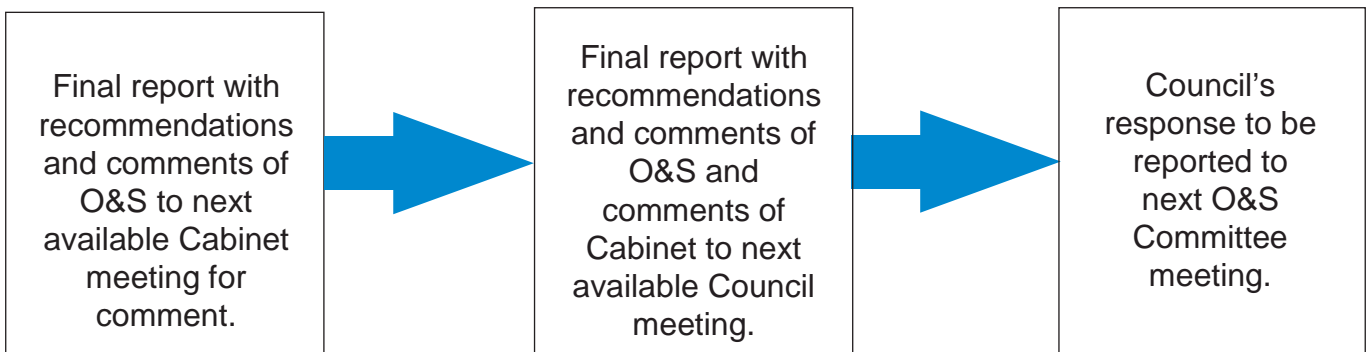 Final report with
recommendations
and comments of
O&S to next
available Cabinet
meeting for
comment.
Final report with
recommendations
and comments of
O&S and
comments of
Cabinet to next
available Council
meeting.
Council's
response to be
reported to
next O&S
Committee
meeting.